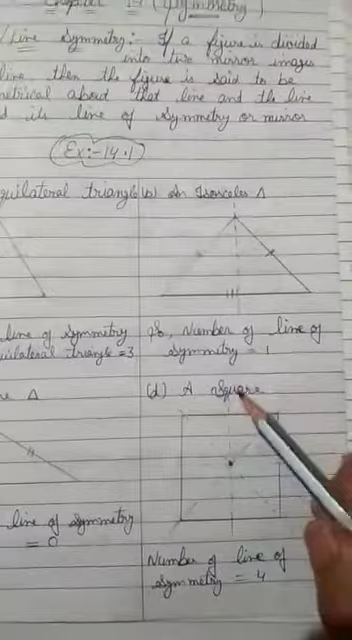 Chapter 14 (Symmetry)
Line Symmetry:- If a figure is divided
into two mirror images
line then the figure is said to be
metrical about that line and the line
d its line of symmetry or mirror
Ex:-14.1
quilateral triangle
(b) An Isosceles Δ
line of symmetry
uilateral triangle = 3
So, Number of line of
symmetry = 1
Δ
(d) A Square
line of symmetry
= 0
Number of line of
symmetry = 4